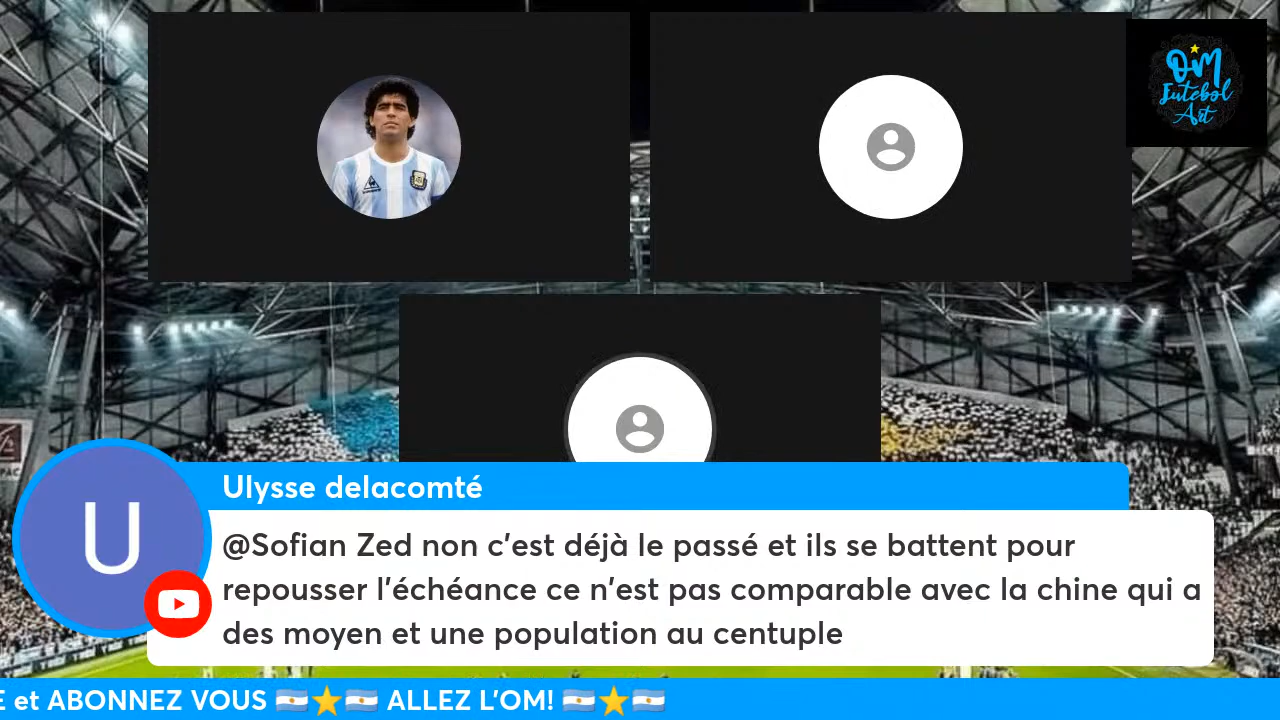 OM
Futebol
Art
U
Ulysse delacomté
@Sofian Zed non c'est déjà le passé et ils se battent pour
repousser l'échéance ce n'est pas comparable avec la chine qui a
des moyen et une population au centuple
E et ABONNEZ VOUS 🇦🇷⭐🇦🇷 ALLEZ L'OM! 🇦🇷⭐🇦🇷